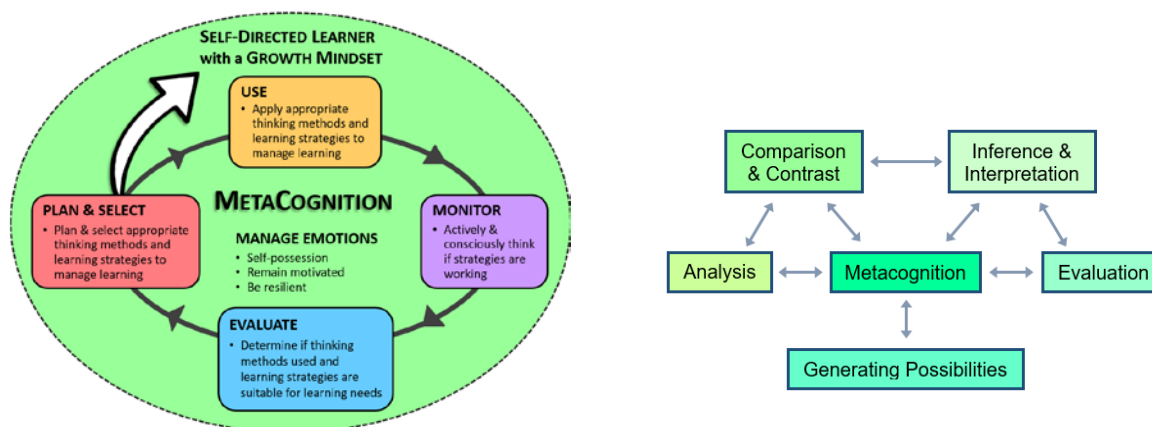 SELF-DIRECTED LEARNER
with a GROWTH MINDSET
USE
• Apply appropriate
thinking methods and
learning strategies to
manage learning
METACOGNITION
PLAN & SELECT
• Plan & select appropriate
thinking methods and
learning strategies to
manage learning
MANAGE EMOTIONS
• Self-possession
• Remain motivated
• Be resilient
MONITOR
• Actively &
consciously think
if strategies are
working
EVALUATE
• Determine if thinking
methods used and
learning strategies are
suitable for learning needs
Comparison
& Contrast
Inference &
Interpretation
Analysis
Metacognition
Evaluation
Generating Possibilities